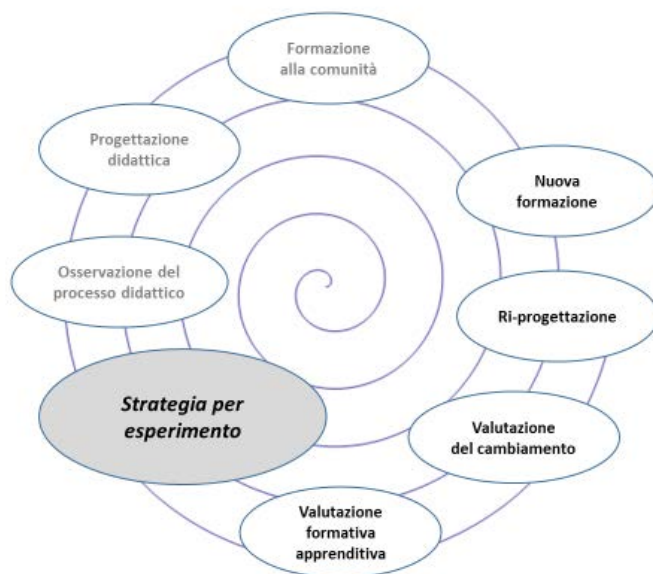 Formazione
alla comunità
Progettazione
didattica
Nuova
formazione
Osservazione del
processo didattico
Ri-progettazione
Strategia per
esperimento
Valutazione
del cambiamento
Valutazione
formativa
apprenditiva